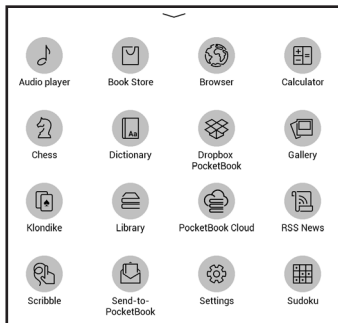 Audio player
Book Store
Browser
Calculator
Aa
Chess
Dictionary
Dropbox
PocketBook
Gallery
Klondike
Library
PocketBook Cloud
RSS News
Scribble
Send-to-
PocketBook
Settings
Sudoku